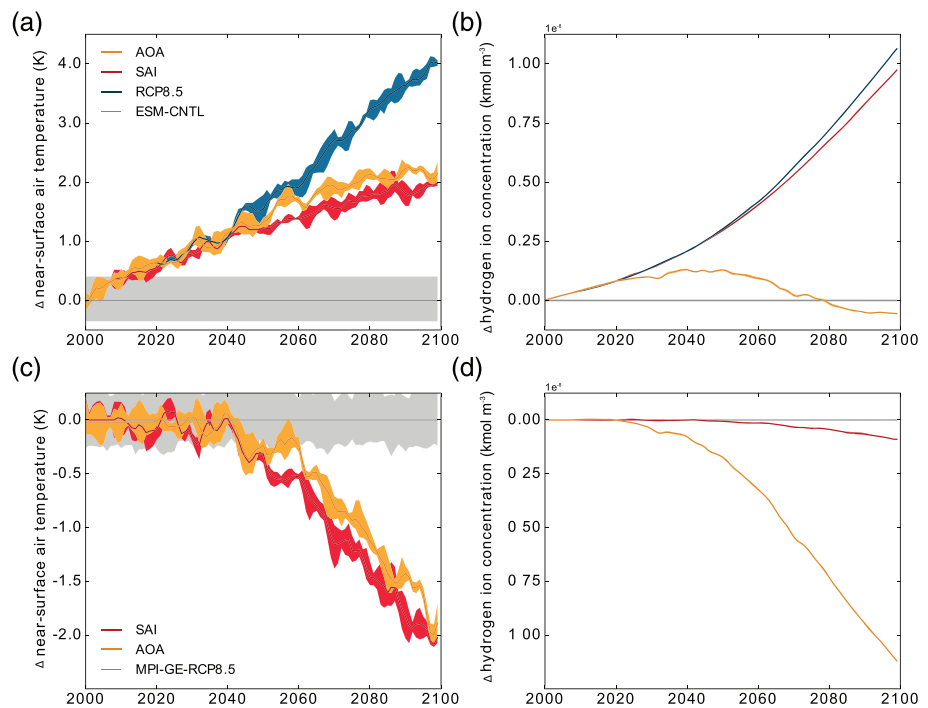 (a)
Δ near-surface air temperature (K)
4.0
3.0
2.0
1.0
0.0
AOA
SAI
RCP8.5
ESM-CNTL
2000 2020 2040 2060 2080 2100
(b)
1e-8
Δ hydrogen ion concentration (kmol m⁻³)
1.00
0.75
0.50
0.25
0.00
2000 2020 2040 2060 2080 2100
(c)
Δ near-surface air temperature (K)
0.0
-0.5
-1.0
-1.5
-2.0
SAI
AOA
MPI-GE-RCP8.5
2000 2020 2040 2060 2080 2100
(d)
1e-8
Δ hydrogen ion concentration (kmol m⁻³)
0.00
0.25
0 50
0 75
1 00
2000 2020 2040 2060 2080 2100